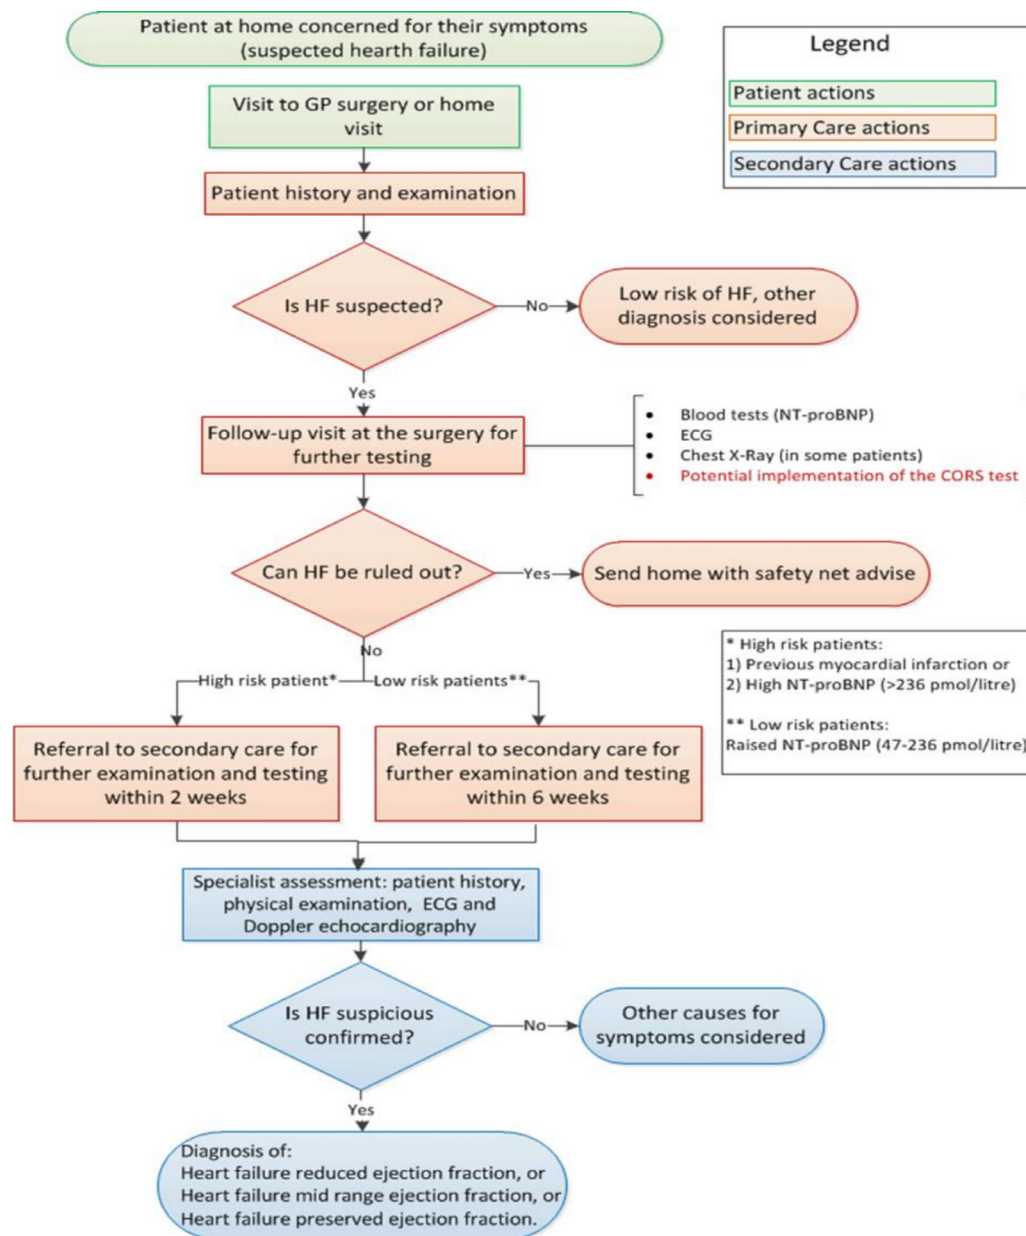 Patient at home concerned for their symptoms
(suspected hearth failure)
Legend
Patient actions
Primary Care actions
Secondary Care actions
Visit to GP surgery or home
visit
Patient history and examination
Is HF suspected?
No
Low risk of HF, other
diagnosis considered
Yes
Follow-up visit at the surgery for
further testing
• Blood tests (NT-proBNP)
• ECG
• Chest X-Ray (in some patients)
• Potential implementation of the CORS test
Can HF be ruled out?
Yes
Send home with safety net advise
No
High risk patient*
Low risk patients**
* High risk patients:
1) Previous myocardial infarction or
2) High NT-proBNP (>236 pmol/litre)
** Low risk patients:
Raised NT-proBNP (47-236 pmol/litre)
Referral to secondary care for
further examination and testing
within 2 weeks
Referral to secondary care for
further examination and testing
within 6 weeks
Specialist assessment: patient history,
physical examination, ECG and
Doppler echocardiography
Is HF suspicious
confirmed?
No
Other causes for
symptoms considered
Yes
Diagnosis of:
Heart failure reduced ejection fraction, or
Heart failure mid range ejection fraction, or
Heart failure preserved ejection fraction.